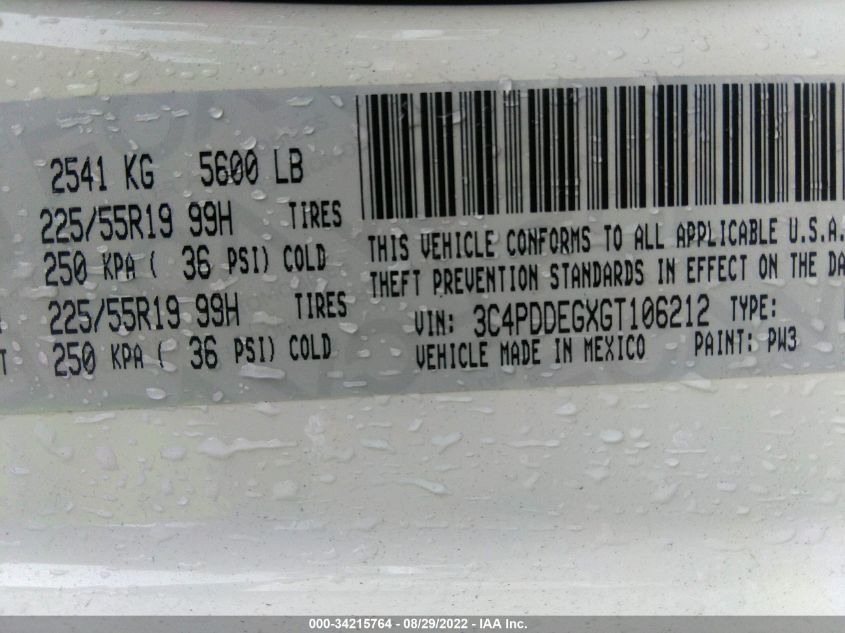 2541 KG 5600 LB
225/55R19 99H TIRES
250 KPA ( 36 PSI) COLD
225/55R19 99H TIRES
250 KPA ( 36 PSI) COLD
T
THIS VEHICLE CONFORMS TO ALL APPLICABLE U.S.A.
THEFT PREVENTION STANDARDS IN EFFECT ON THE DA
VIN: 3C4PDDEGXGT106212 TYPE:
VEHICLE MADE IN MEXICO PAINT: PW3
000-34215764 - 08/29/2022 - IAA Inc.